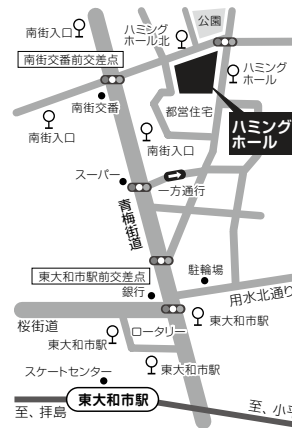 公園
南街入口
ハミング
ホール北
南街交差前交差点
ハミング
ホール
南街交番
都営住宅
ハミング
ホール
南街入口
南街入口
スーパー
一方通行
青梅街道
東大和市駅前交差点
駐輪場
銀行
用水北通り
桜街道
ロータリー
東大和市駅
東大和市駅
東大和市駅
スケートセンター
東大和市駅
至、拝島
至、小平